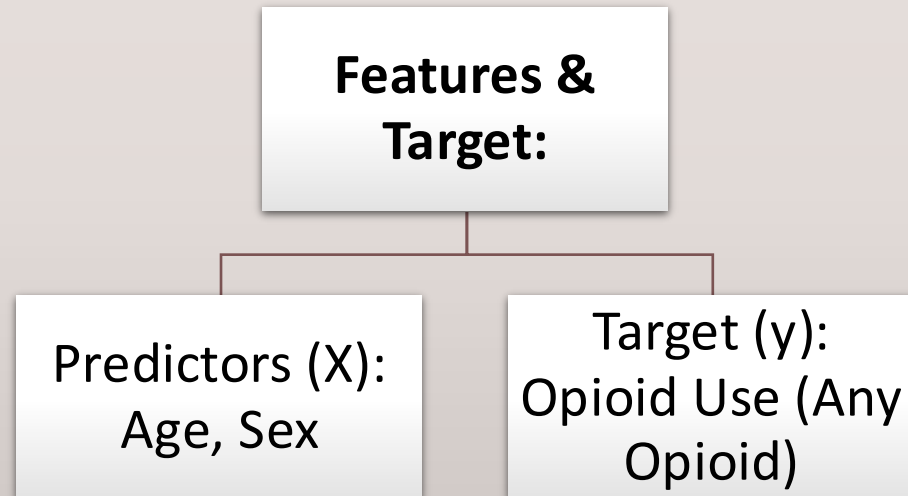 Features &
Target:
Predictors (X):
Age, Sex
Target (y):
Opioid Use (Any
Opioid)